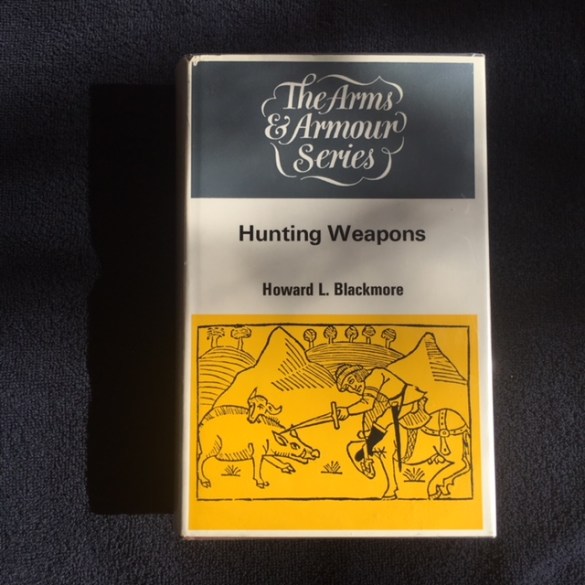 The Arms
& Armour
Series
Hunting Weapons
Howard L. Blackmore